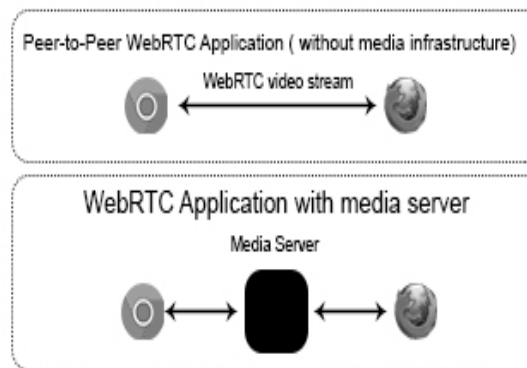 Peer-to-Peer WebRTC Application ( without media infrastructure)
WebRTC video stream
WebRTC Application with media server
Media Server